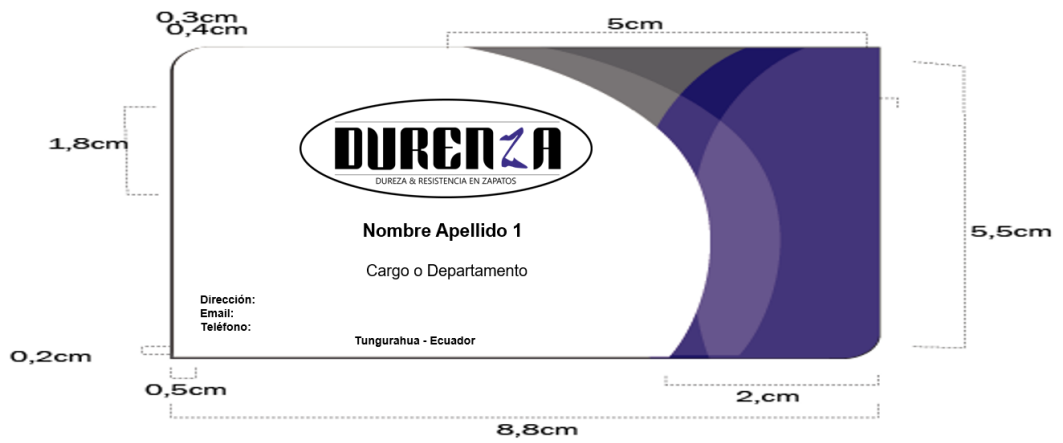 0,3cm
0,4cm
5cm
1,8cm
DURENZA
DUREZA & RESISTENCIA EN ZAPATOS
Nombre Apellido 1
5,5cm
Cargo o Departamento
Dirección:
Email:
Teléfono:
Tungurahua - Ecuador
0,2cm
0,5cm
2,cm
8,8cm